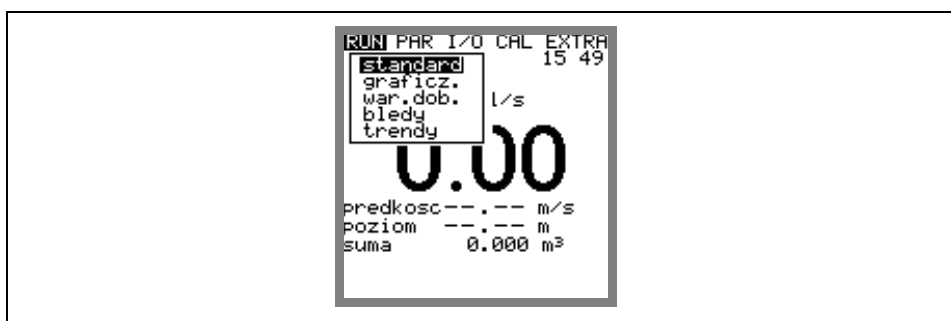 RUN PAR I/O CAL EXTRA
15 49
standard
graficz.
war.dob.
bledy
trendy
l/s
0.00
predkosc--.-- m/s
poziom --.-- m
suma 0.000 m³